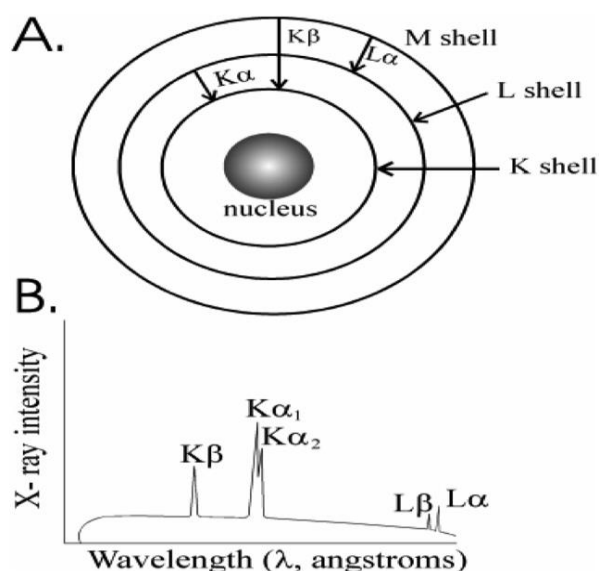 A.
Kβ
Lα
M shell
Kα
L shell
K shell
nucleus
B.
X- ray intensity
Kα₁
Kα₂
Kβ
Lβ
Lα
Wavelength (λ, angstroms)